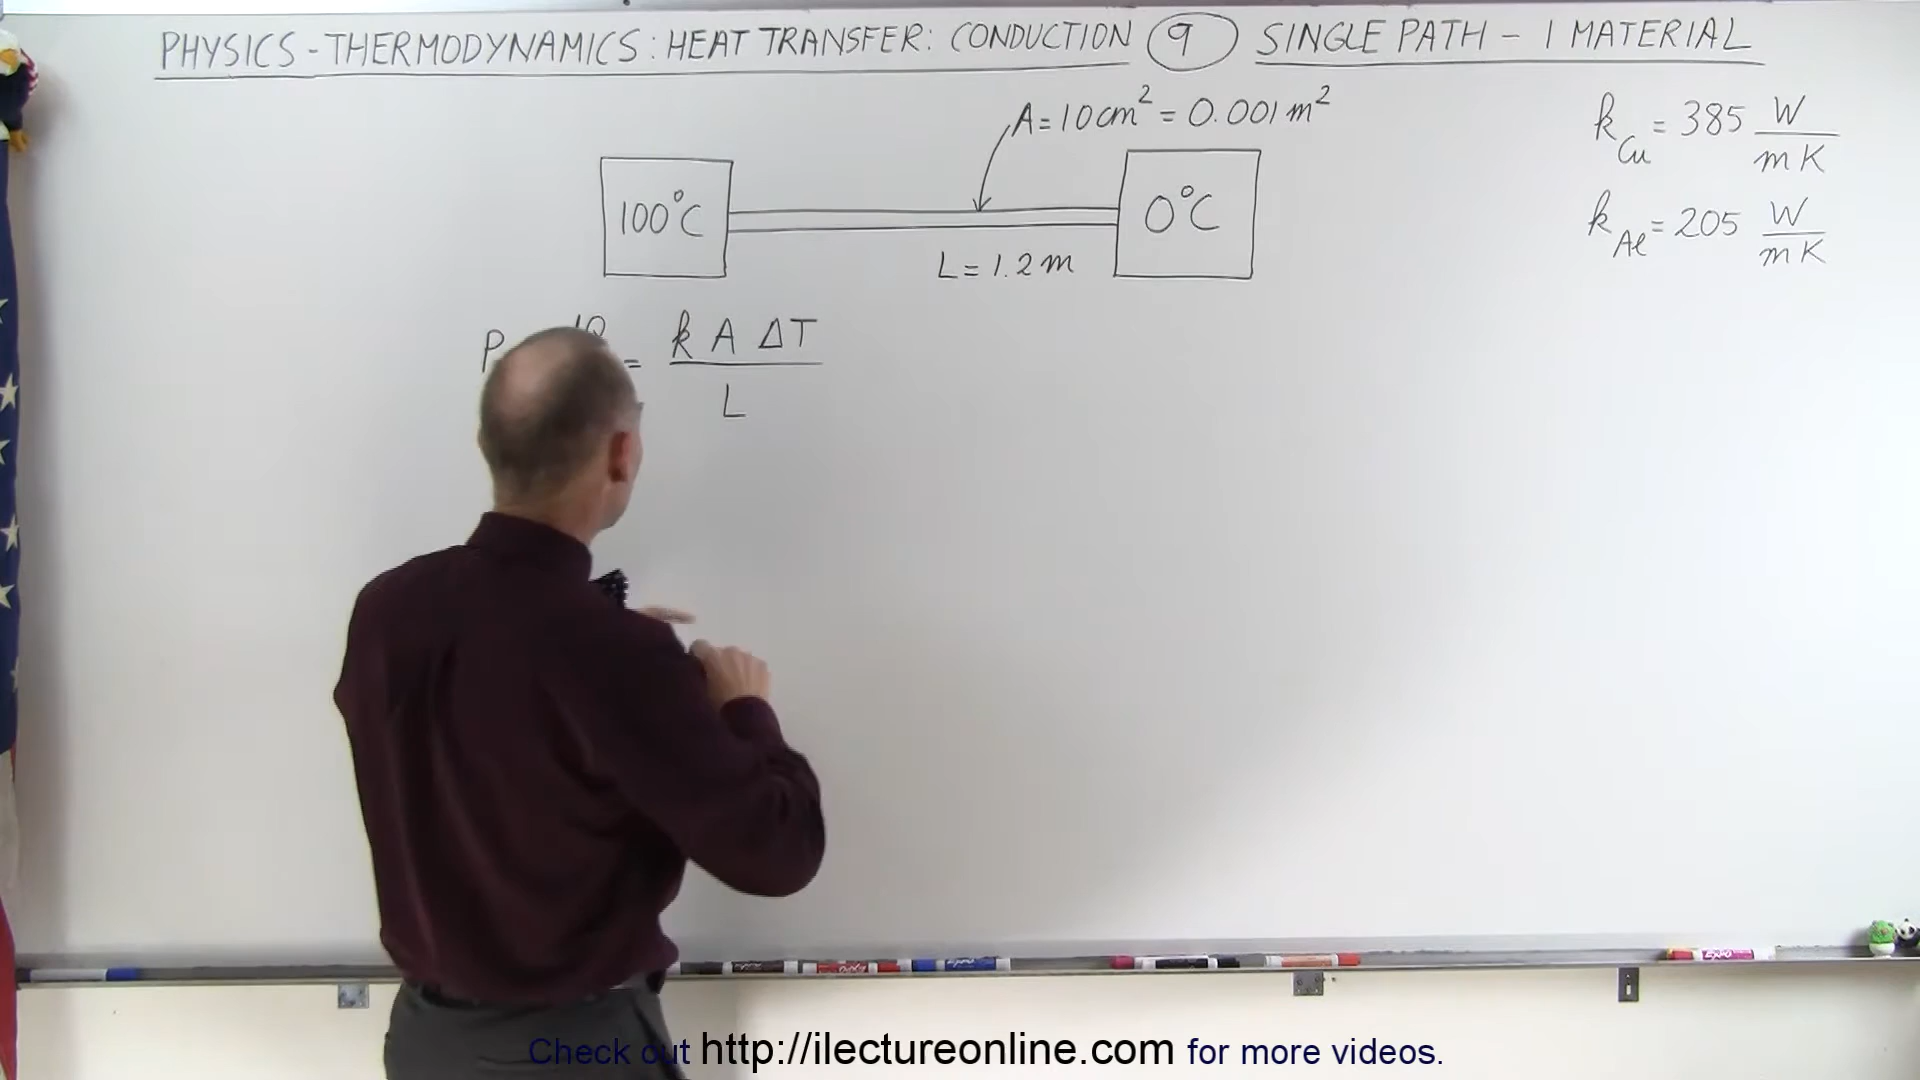 PHYSICS - THERMODYNAMICS: HEAT TRANSFER: CONDUCTION 9 SINGLE PATH - 1 MATERIAL
A = 10 cm² = 0.001 m²
100°C
0°C
L = 1.2 m
k_Cu = 385 W/mK
k_Al = 205 W/mK
P
= k A ΔT / L
EXPO
Check out http://ilectureonline.com for more videos.